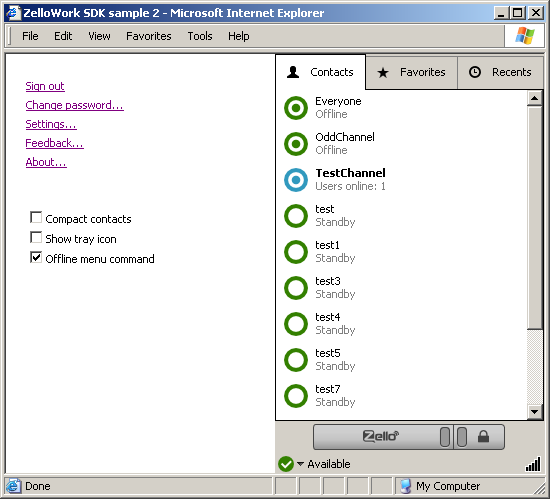 ZelloWork SDK sample 2 - Microsoft Internet Explorer
File Edit View Favorites Tools Help
Sign out
Change password...
Settings...
Feedback...
About...
Compact contacts
Show tray icon
Offline menu command
Contacts Favorites Recents
Everyone
Offline
OddChannel
Offline
TestChannel
Users online: 1
test
Standby
test1
Standby
test3
Standby
test4
Standby
test5
Standby
test7
Standby
Zello
Available
Done My Computer